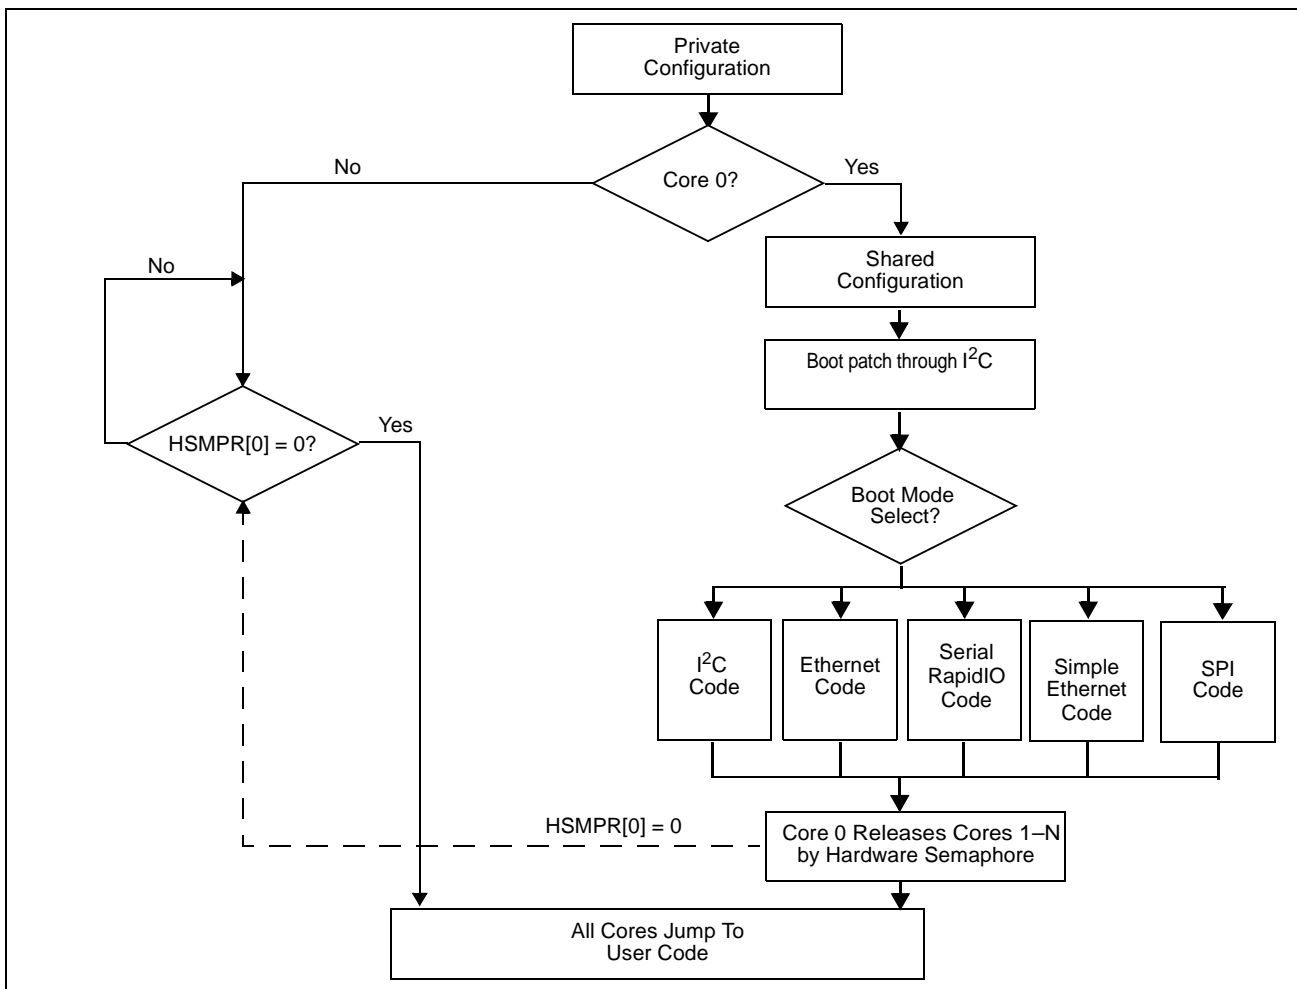 Private
Configuration
Core 0?
No
Yes
Shared
Configuration
No
Boot patch through I²C
HSMPR[0] = 0?
Yes
Boot Mode
Select?
I²C
Code
Ethernet
Code
Serial
RapidIO
Code
Simple
Ethernet
Code
SPI
Code
HSMPR[0] = 0
Core 0 Releases Cores 1–N
by Hardware Semaphore
All Cores Jump To
User Code